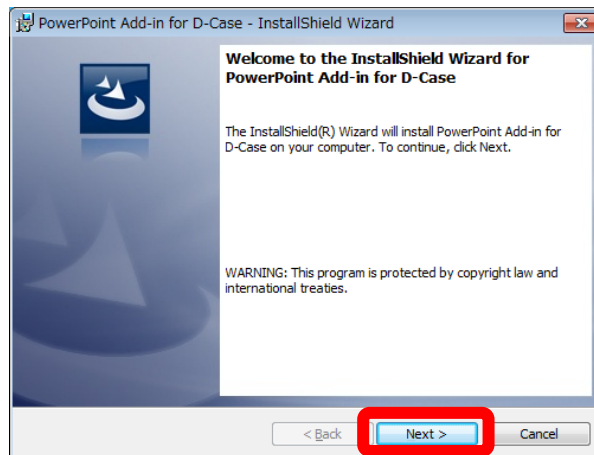 PowerPoint Add-in for D-Case - InstallShield Wizard
Welcome to the InstallShield Wizard for
PowerPoint Add-in for D-Case
The InstallShield(R) Wizard will install PowerPoint Add-in for
D-Case on your computer. To continue, click Next.
WARNING: This program is protected by copyright law and
international treaties.
< Back Next > Cancel